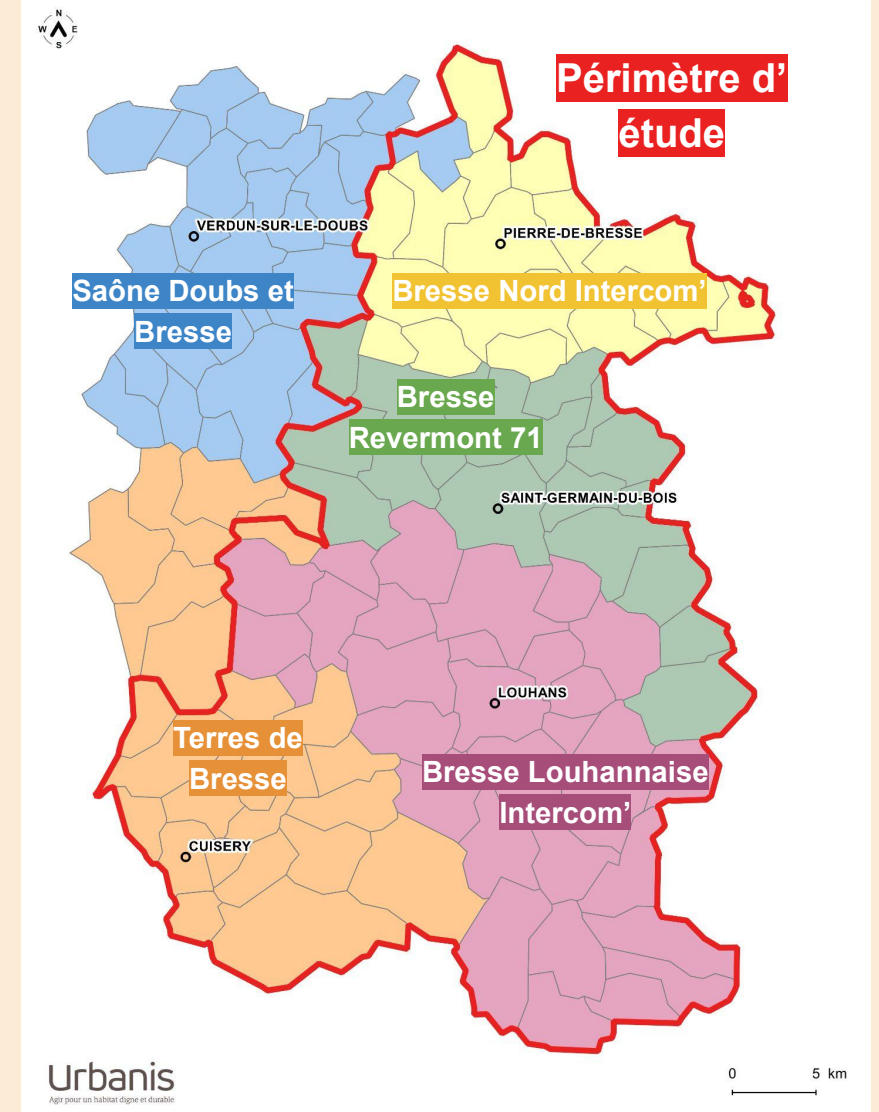 N
W E
S
Périmètre d'
étude
VERDUN-SUR-LE-DOUBS
PIERRE-DE-BRESSE
Saône Doubs et
Bresse
Bresse Nord Intercom'
Bresse
Revermont 71
SAINT-GERMAIN-DU-BOIS
LOUHANS
Terres de
Bresse
Bresse Louhannaise
Intercom'
CUISERY
Urbanis
Agir pour un habitat digne et durable
0 5 km